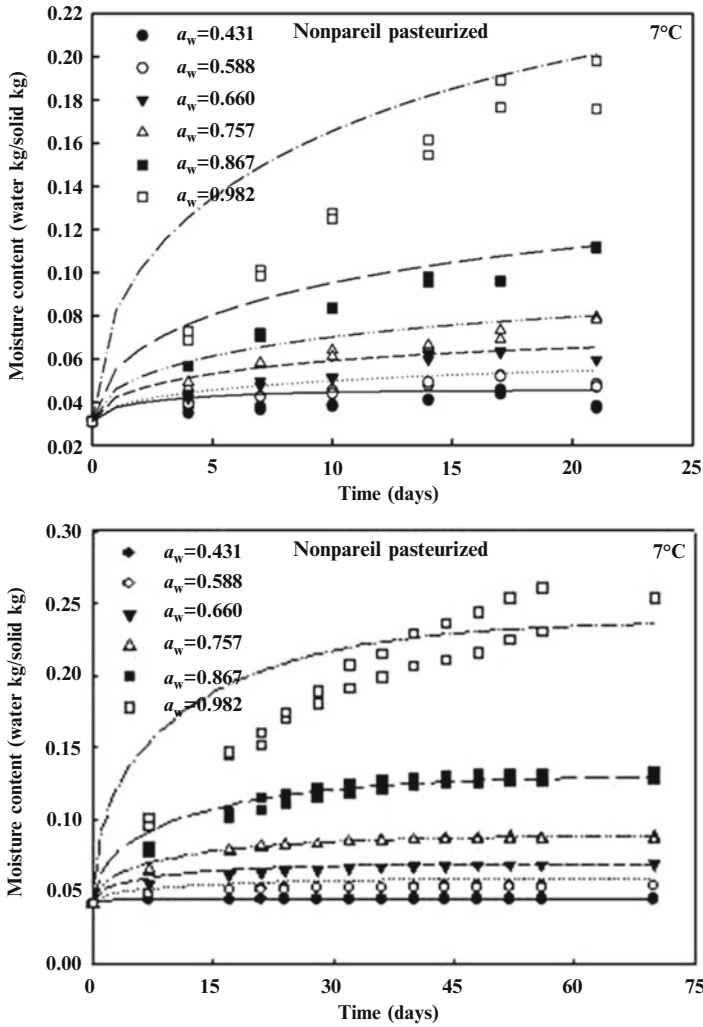 0.22
0.20
0.18
0.16
0.14
0.12
0.10
0.08
0.06
0.04
0.02
Moisture content (water kg/solid kg)
Nonpareil pasteurized
7°C
aw=0.431
aw=0.588
aw=0.660
aw=0.757
aw=0.867
aw=0.982
0 5 10 15 20 25
Time (days)
0.30
0.25
0.20
0.15
0.10
0.05
0.00
Moisture content (water kg/solid kg)
Nonpareil pasteurized
7°C
aw=0.431
aw=0.588
aw=0.660
aw=0.757
aw=0.867
aw=0.982
0 15 30 45 60 75
Time (days)